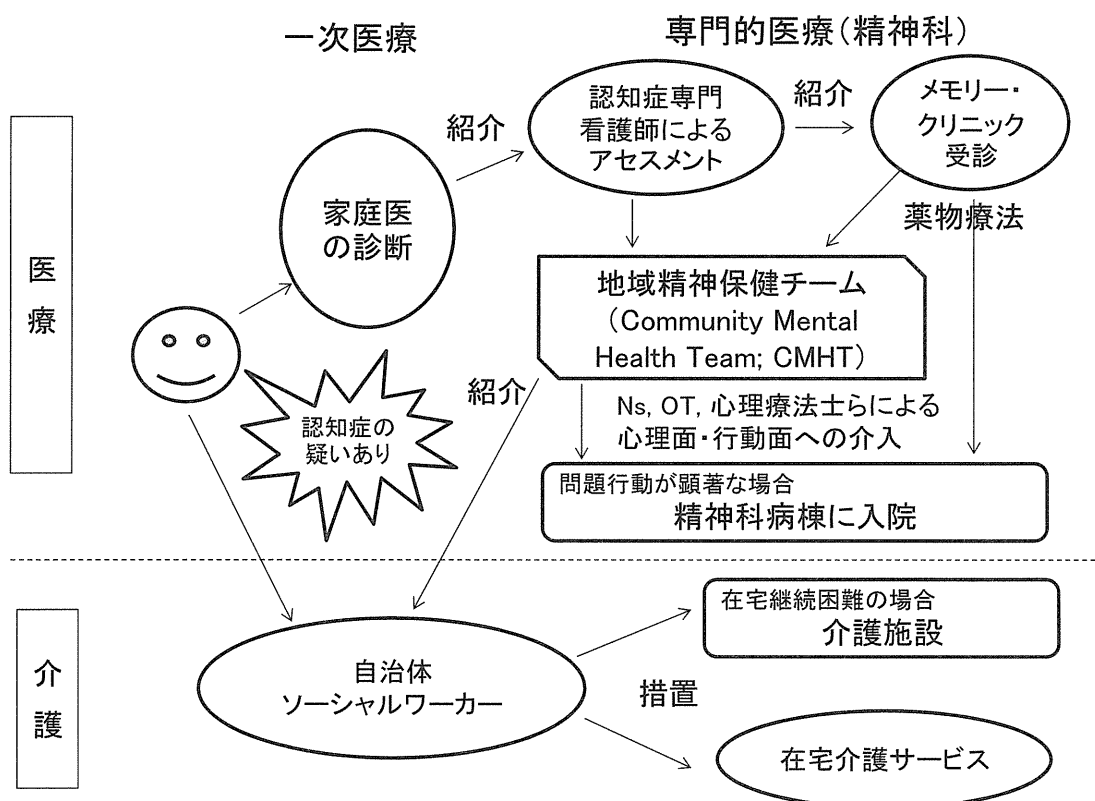 一次医療
専門的医療（精神科）
医療
家庭医
の診断
紹介
認知症専門
看護師による
アセスメント
紹介
メモリー・
クリニック
受診
薬物療法
地域精神保健チーム
（Community Mental
Health Team; CMHT）
認知症の
疑いあり
紹介
Ns, OT, 心理療法士らによる
心理面・行動面への介入
問題行動が顕著な場合
精神科病棟に入院
介護
自治体
ソーシャルワーカー
措置
在宅継続困難の場合
介護施設
在宅介護サービス